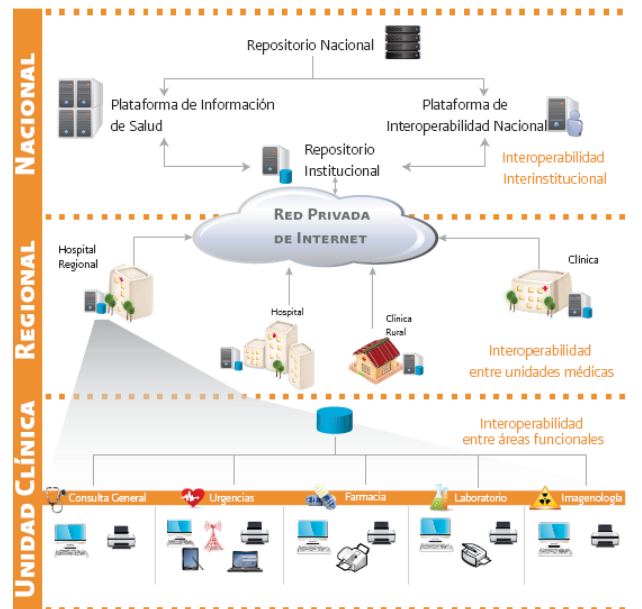 NACIONAL
Repositorio Nacional
Plataforma de Información
de Salud
Plataforma de
Interoperabilidad Nacional
Repositorio
Institucional
Interoperabilidad
Interinstitucional
REGIONAL
RED PRIVADA
DE INTERNET
Hospital
Regional
Clínica
Hospital
Clínica
Rural
Interoperabilidad
entre unidades médicas
UNIDAD CLÍNICA
Interoperabilidad
entre áreas funcionales
Consulta General
Urgencias
Farmacia
Laboratorio
Imagenología